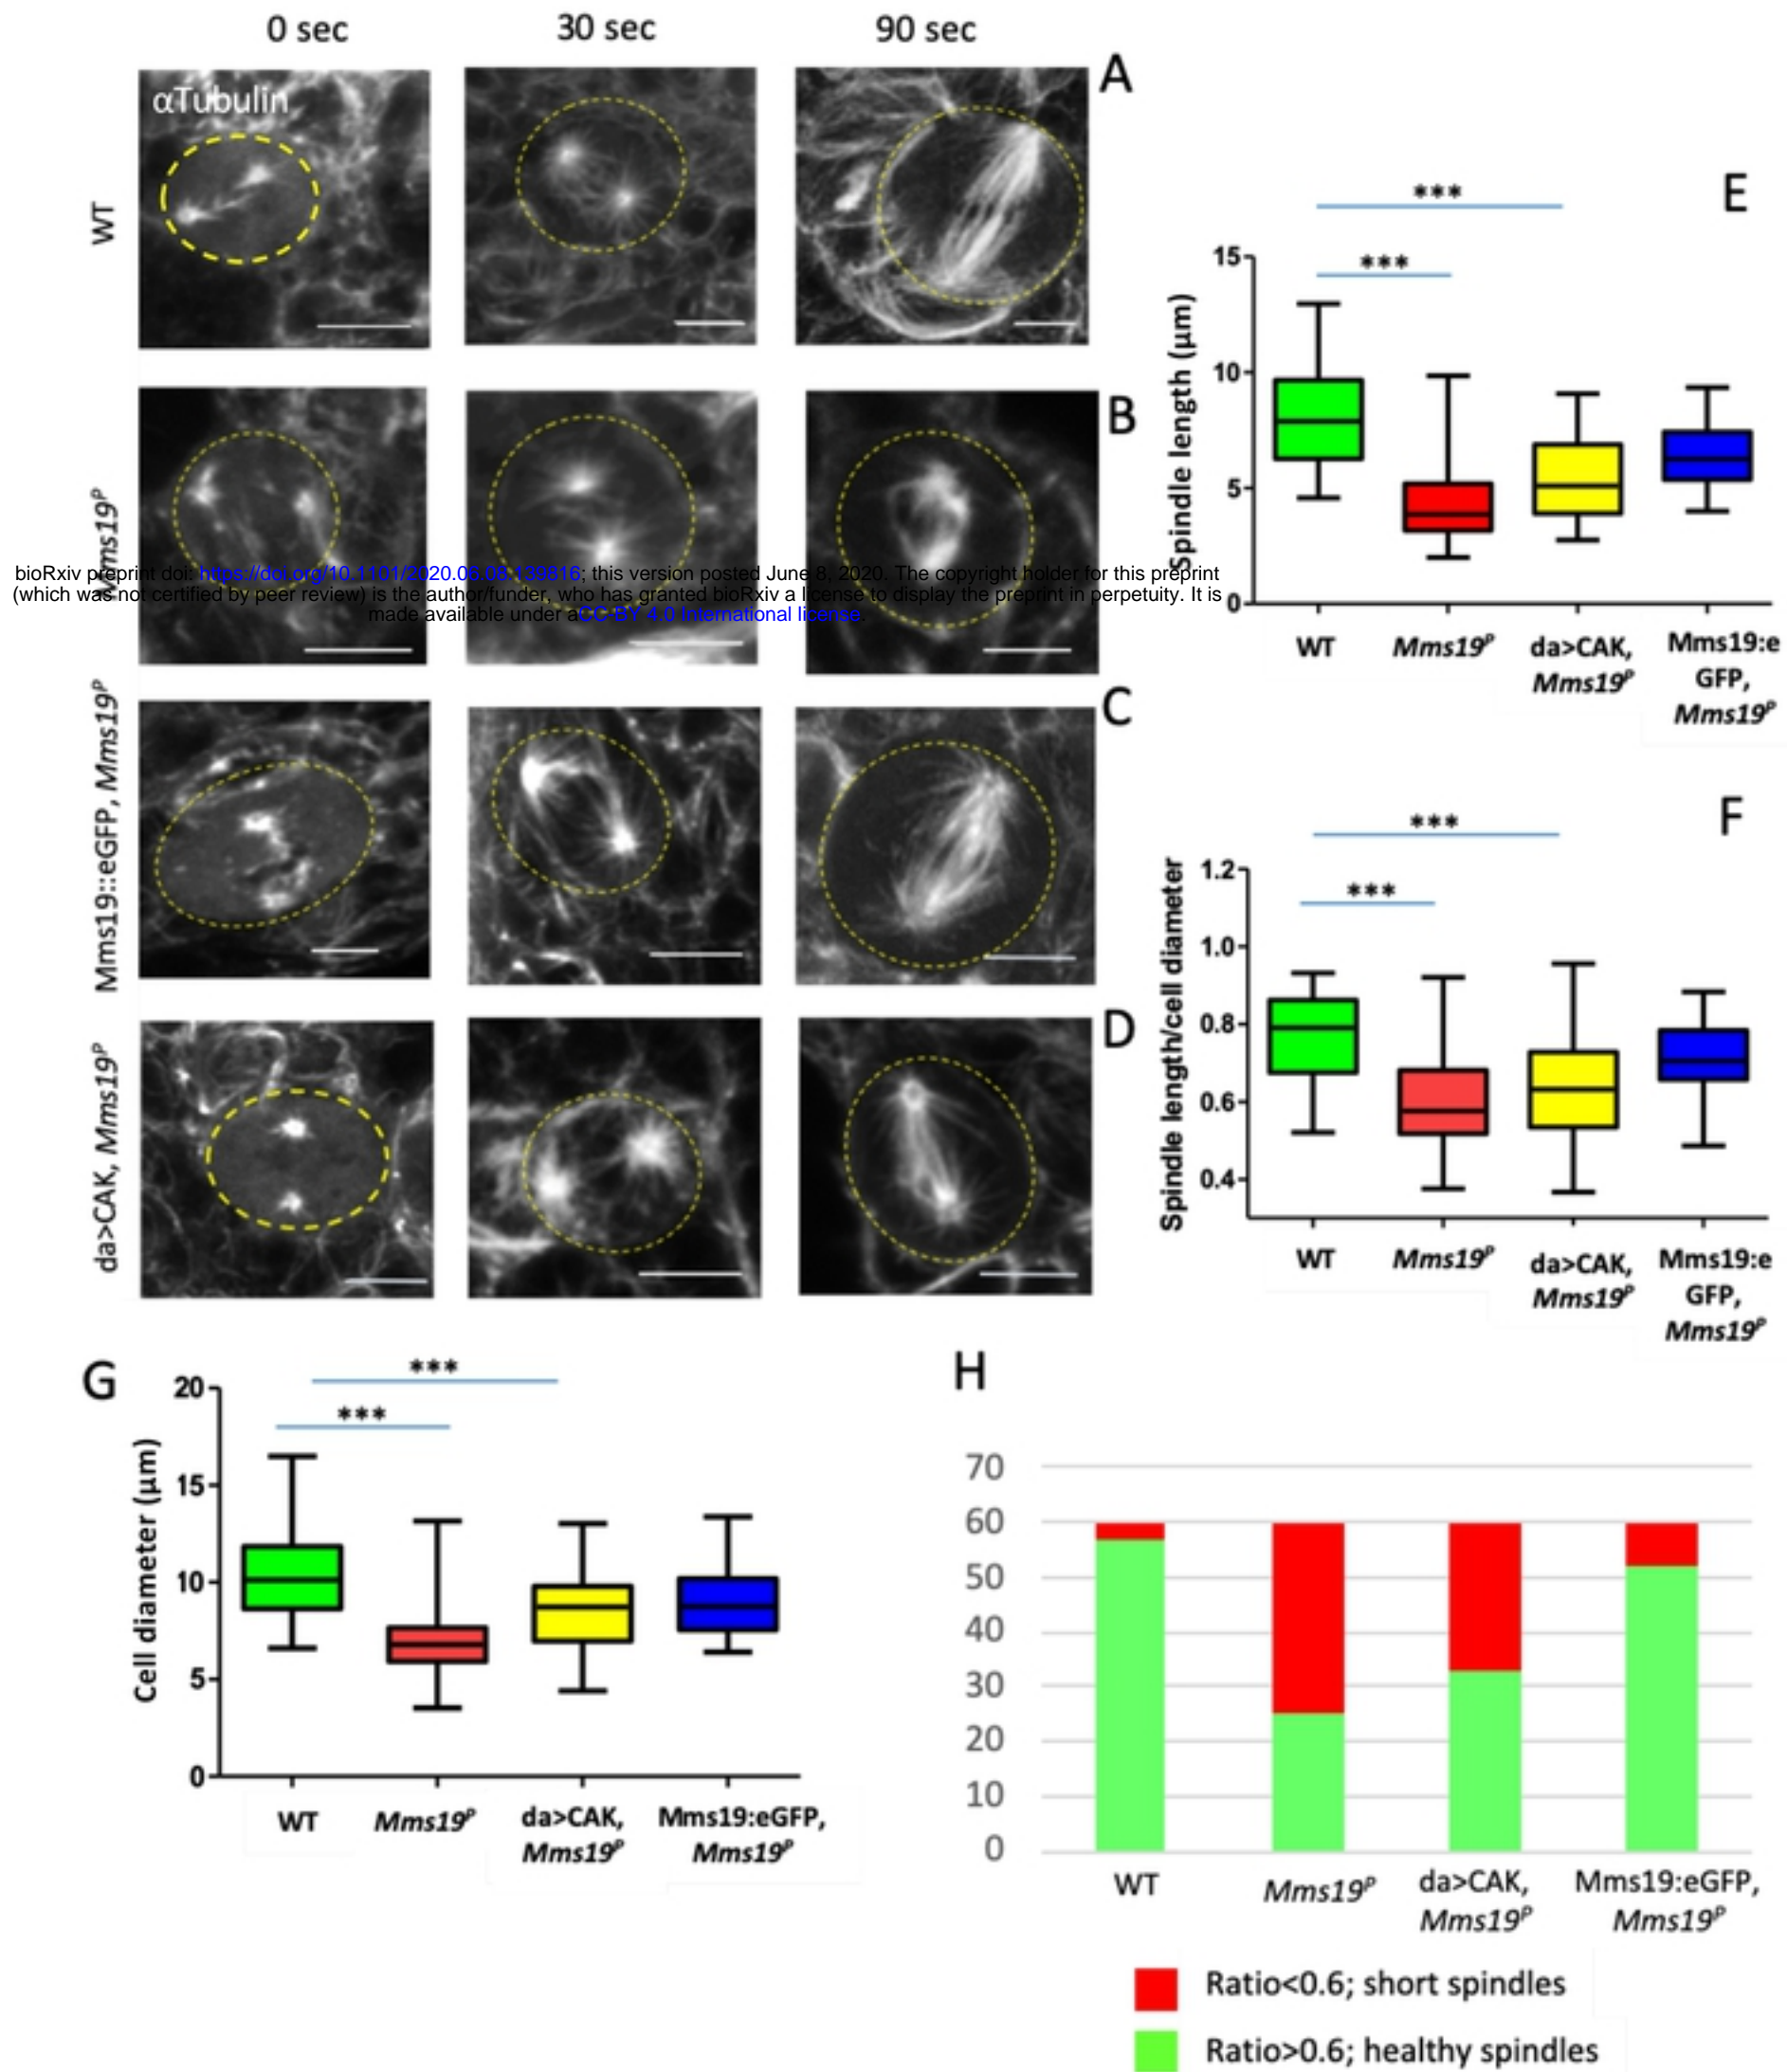 0 sec
30 sec
90 sec
A
αTubulin
WT
B
Mms19ᴾ
bioRxiv preprint doi: https://doi.org/10.1101/2020.06.08.139816; this version posted June 8, 2020. The copyright holder for this preprint
(which was not certified by peer review) is the author/funder, who has granted bioRxiv a license to display the preprint in perpetuity. It is
made available under aCC-BY 4.0 International license.
C
Mms19::eGFP, Mms19ᴾ
D
da>CAK, Mms19ᴾ
E
***
***
Spindle length (µm)
15
10
5
0
WT
Mms19ᴾ
da>CAK,
Mms19ᴾ
Mms19:e
GFP,
Mms19ᴾ
F
***
***
Spindle length/cell diameter
1.2
1.0
0.8
0.6
0.4
WT
Mms19ᴾ
da>CAK,
Mms19ᴾ
Mms19:e
GFP,
Mms19ᴾ
G
***
***
Cell diameter (µm)
20
15
10
5
0
WT
Mms19ᴾ
da>CAK,
Mms19ᴾ
Mms19:eGFP,
Mms19ᴾ
H
70
60
50
40
30
20
10
0
WT
Mms19ᴾ
da>CAK,
Mms19ᴾ
Mms19:eGFP,
Mms19ᴾ
Ratio<0.6; short spindles
Ratio>0.6; healthy spindles